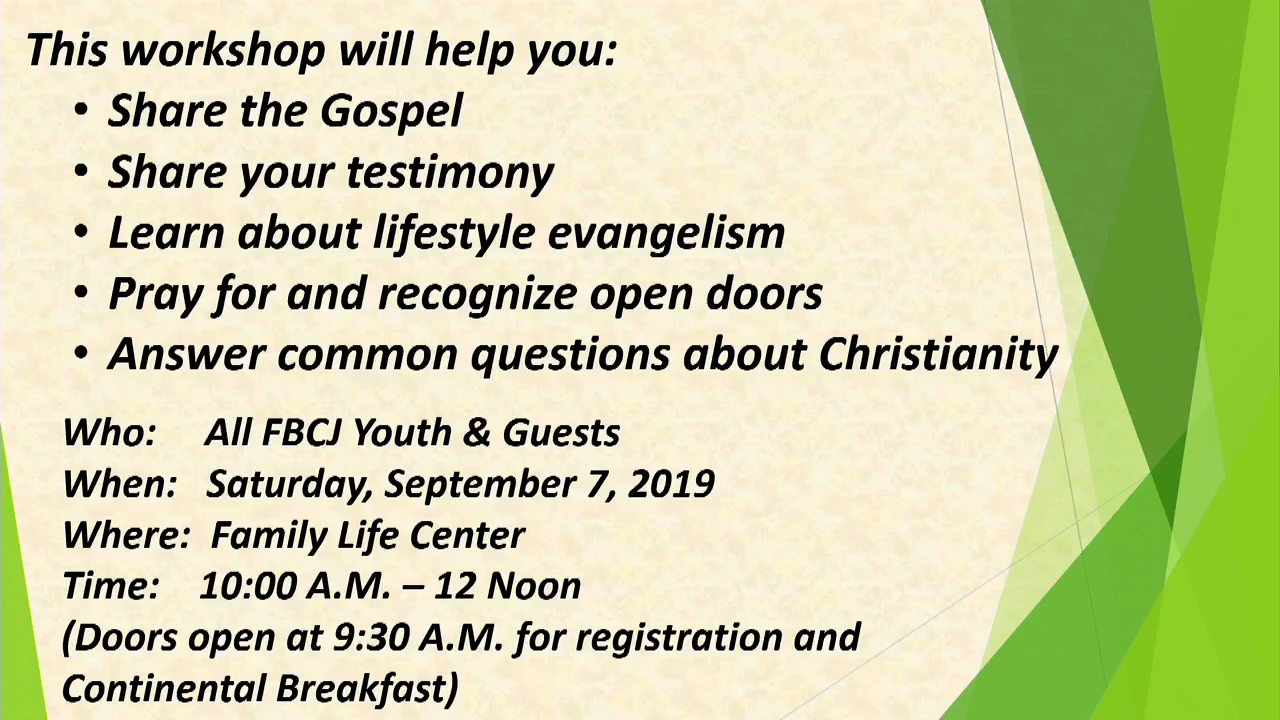 This workshop will help you:
• Share the Gospel
• Share your testimony
• Learn about lifestyle evangelism
• Pray for and recognize open doors
• Answer common questions about Christianity
Who: All FBCJ Youth & Guests
When: Saturday, September 7, 2019
Where: Family Life Center
Time: 10:00 A.M. – 12 Noon
(Doors open at 9:30 A.M. for registration and
Continental Breakfast)